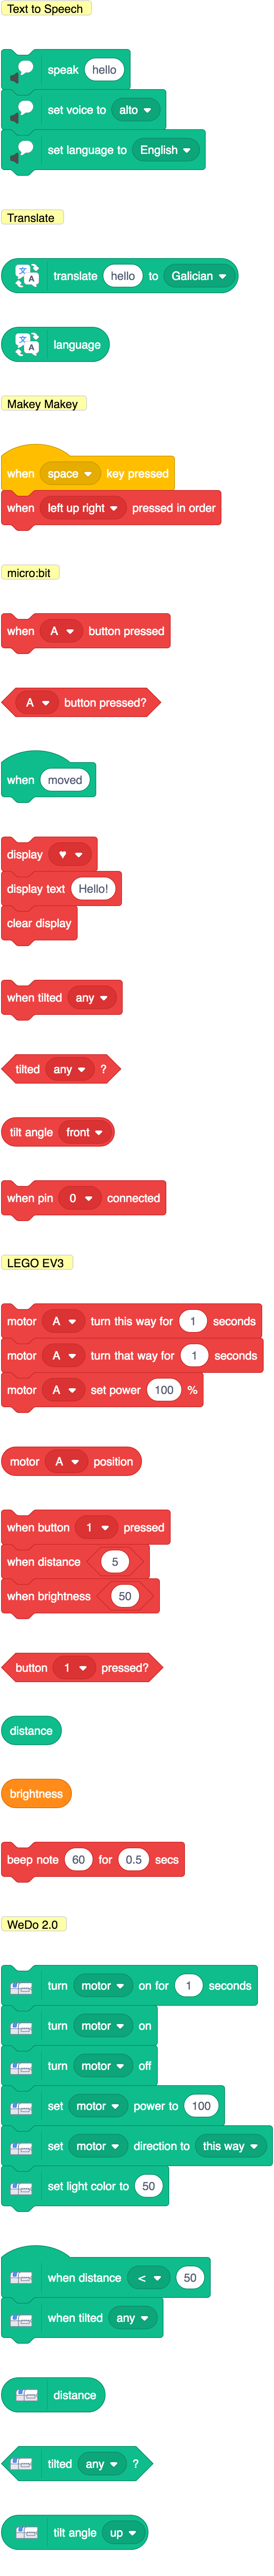 Text to Speech
speak hello
set voice to alto
set language to English
Translate
translate hello to Galician
language
Makey Makey
when space key pressed
when left up right pressed in order
micro:bit
when A button pressed
A button pressed?
when moved
display ♥
display text Hello!
clear display
when tilted any
tilted any ?
tilt angle front
when pin 0 connected
LEGO EV3
motor A turn this way for 1 seconds
motor A turn that way for 1 seconds
motor A set power 100 %
motor A position
when button 1 pressed
when distance 5
when brightness 50
button 1 pressed?
distance
brightness
beep note 60 for 0.5 secs
WeDo 2.0
turn motor on for 1 seconds
turn motor on
turn motor off
set motor power to 100
set motor direction to this way
set light color to 50
when distance < 50
when tilted any
distance
tilted any ?
tilt angle up